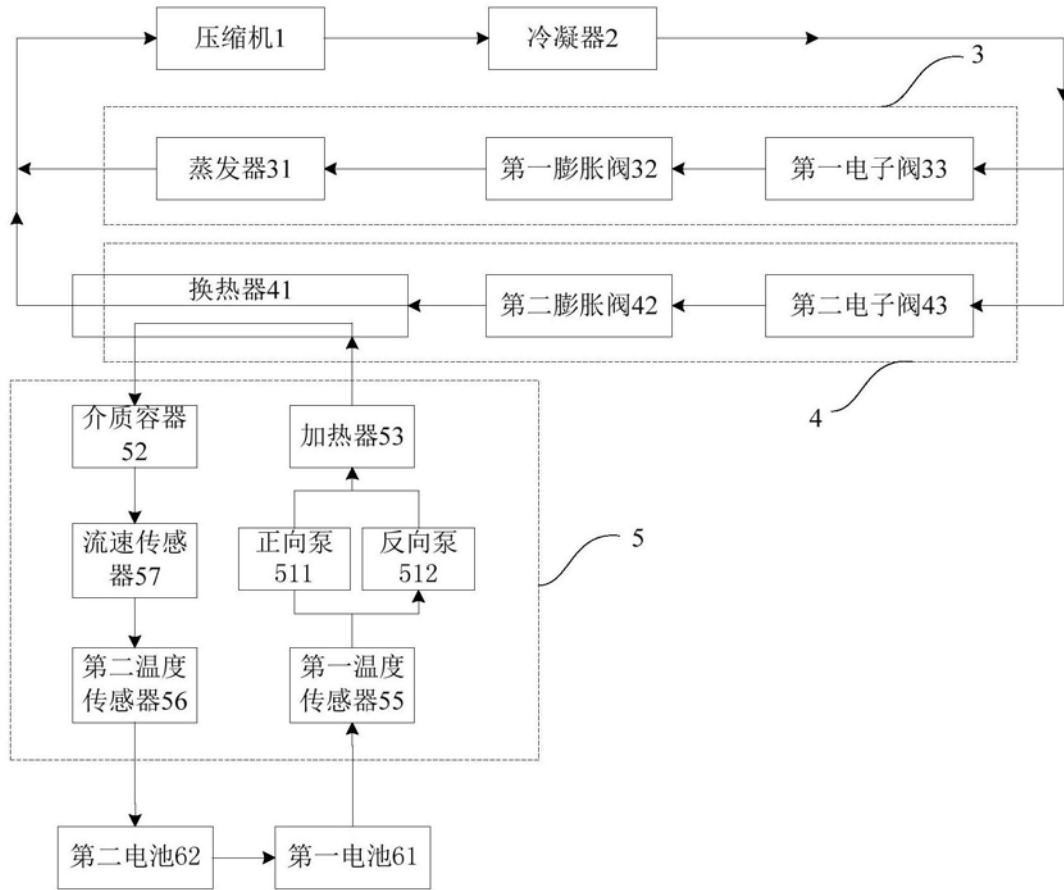 压缩机1
冷凝器2
3
蒸发器31
第一膨胀阀32
第一电子阀33
换热器41
第二膨胀阀42
第二电子阀43
4
介质容器
52
加热器53
流速传感
器57
正向泵
511
反向泵
512
5
第二温度
传感器56
第一温度
传感器55
第二电池62
第一电池61